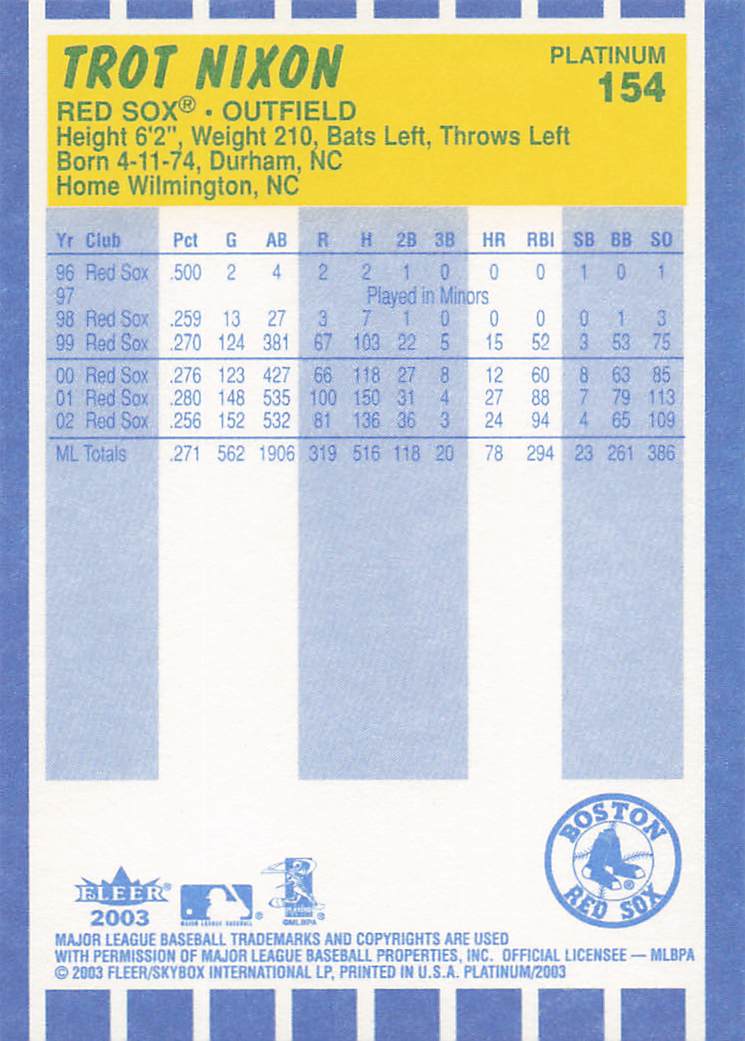 TROT NIXON
PLATINUM
154
RED SOX® · OUTFIELD
Height 6'2", Weight 210, Bats Left, Throws Left
Born 4-11-74, Durham, NC
Home Wilmington, NC
Yr Club Pct G AB R H 2B 3B HR RBI SB BB SO
96 Red Sox .500 2 4 2 2 1 0 0 0 1 0 1
97 Played in Minors
98 Red Sox .259 13 27 3 7 1 0 0 0 0 1 3
99 Red Sox .270 124 381 67 103 22 5 15 52 3 53 75
00 Red Sox .276 123 427 66 118 27 8 12 60 8 63 85
01 Red Sox .280 148 535 100 150 31 4 27 88 7 79 113
02 Red Sox .256 152 532 81 136 36 3 24 94 4 65 109
ML Totals .271 562 1906 319 516 118 20 78 294 23 261 386
BOSTON
RED SOX ®
FLEER®
2003
MAJOR LEAGUE BASEBALL ®
©MLBPA
MAJOR LEAGUE BASEBALL TRADEMARKS AND COPYRIGHTS ARE USED
WITH PERMISSION OF MAJOR LEAGUE BASEBALL PROPERTIES, INC. OFFICIAL LICENSEE — MLBPA
© 2003 FLEER/SKYBOX INTERNATIONAL LP, PRINTED IN U.S.A. PLATINUM/2003